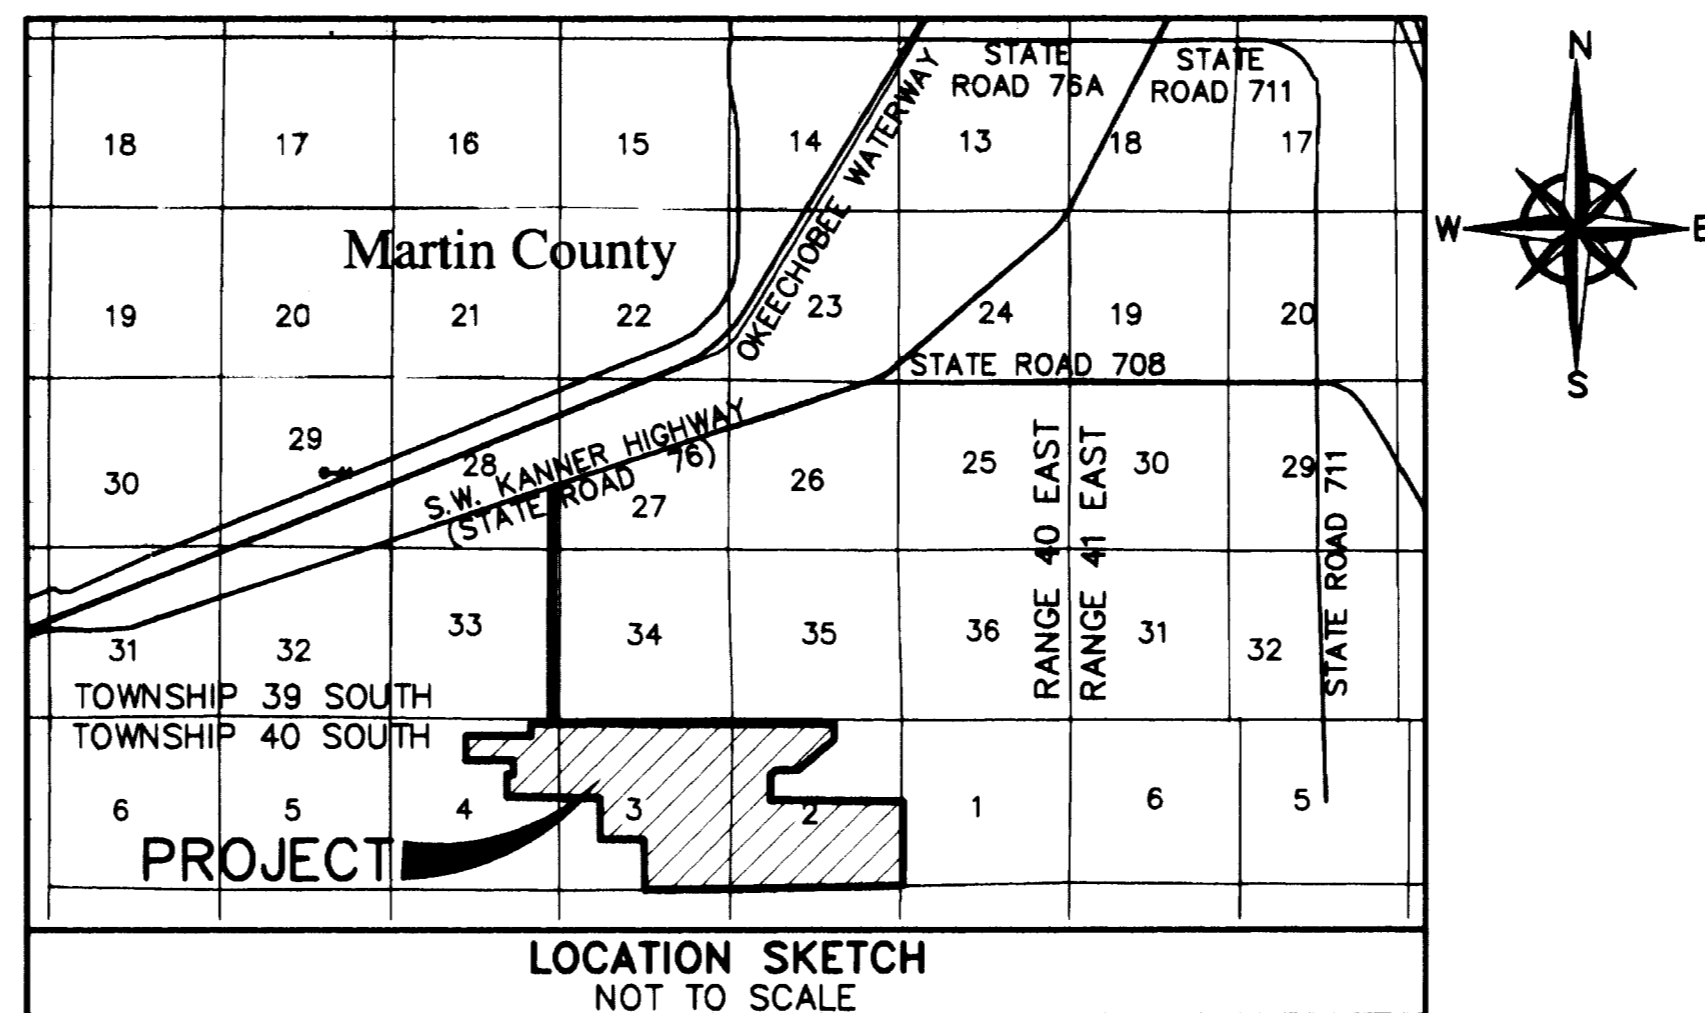 N
W
E
S
STATE
ROAD 76A
STATE
ROAD 711
18
17
16
15
14
13
18
17
OKEECHOBEE WATERWAY
Martin County
19
20
21
22
23
24
19
20
STATE ROAD 708
30
29
28
S.W. KANNER HIGHWAY
(STATE ROAD 76)
27
26
25
30
29
RANGE 40 EAST
RANGE 41 EAST
STATE ROAD 711
31
32
33
34
35
36
31
32
TOWNSHIP 39 SOUTH
TOWNSHIP 40 SOUTH
6
5
4
3
2
1
6
5
PROJECT
LOCATION SKETCH
NOT TO SCALE